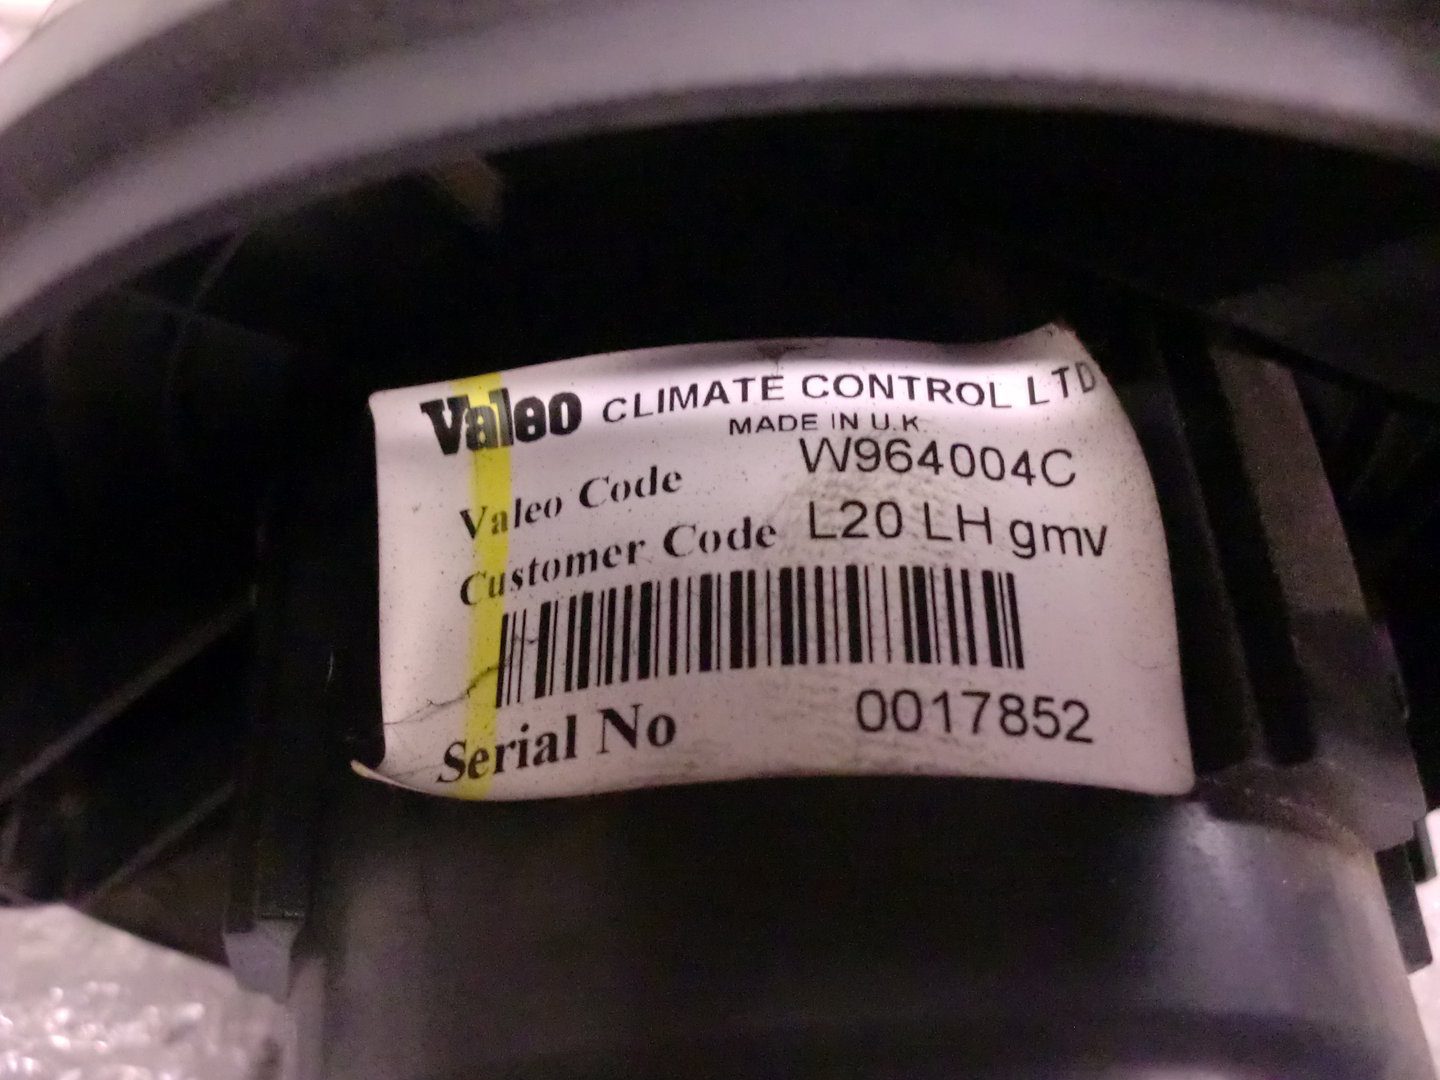 Valeo CLIMATE CONTROL LTD
MADE IN U.K.
Valeo Code W964004C
Customer Code L20 LH gmv
Serial No 0017852